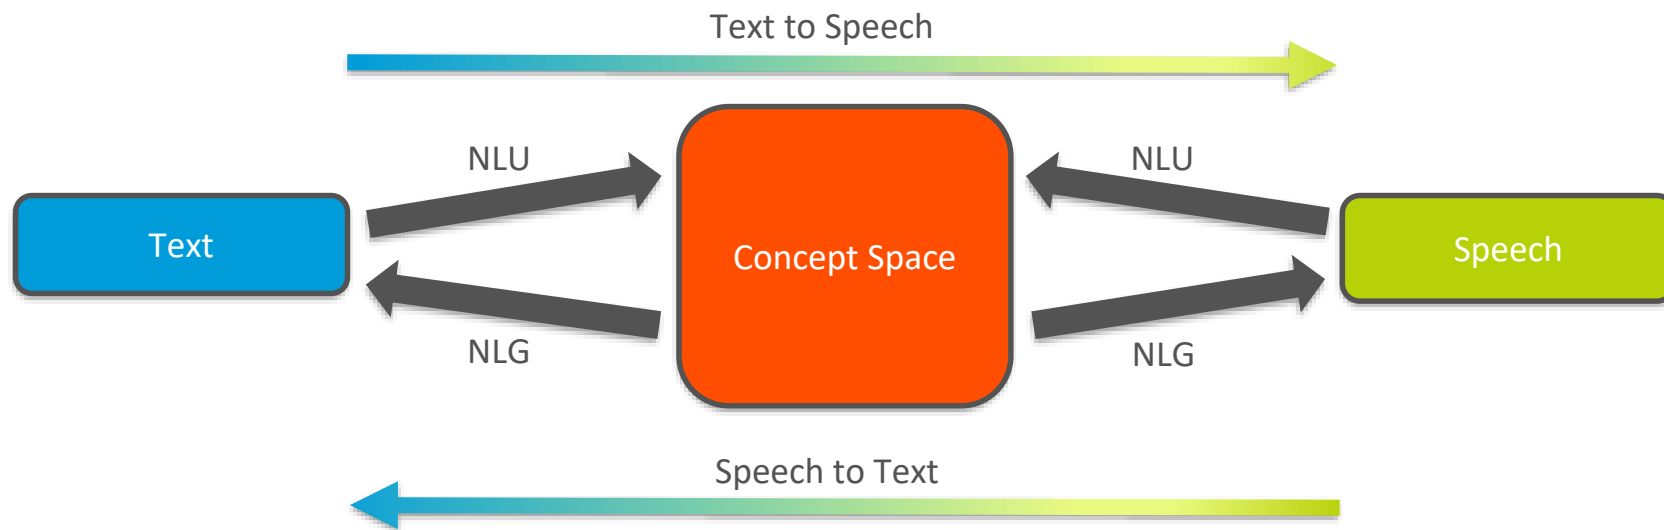 Text to Speech
NLU
NLU
Text
Concept Space
Speech
NLG
NLG
Speech to Text